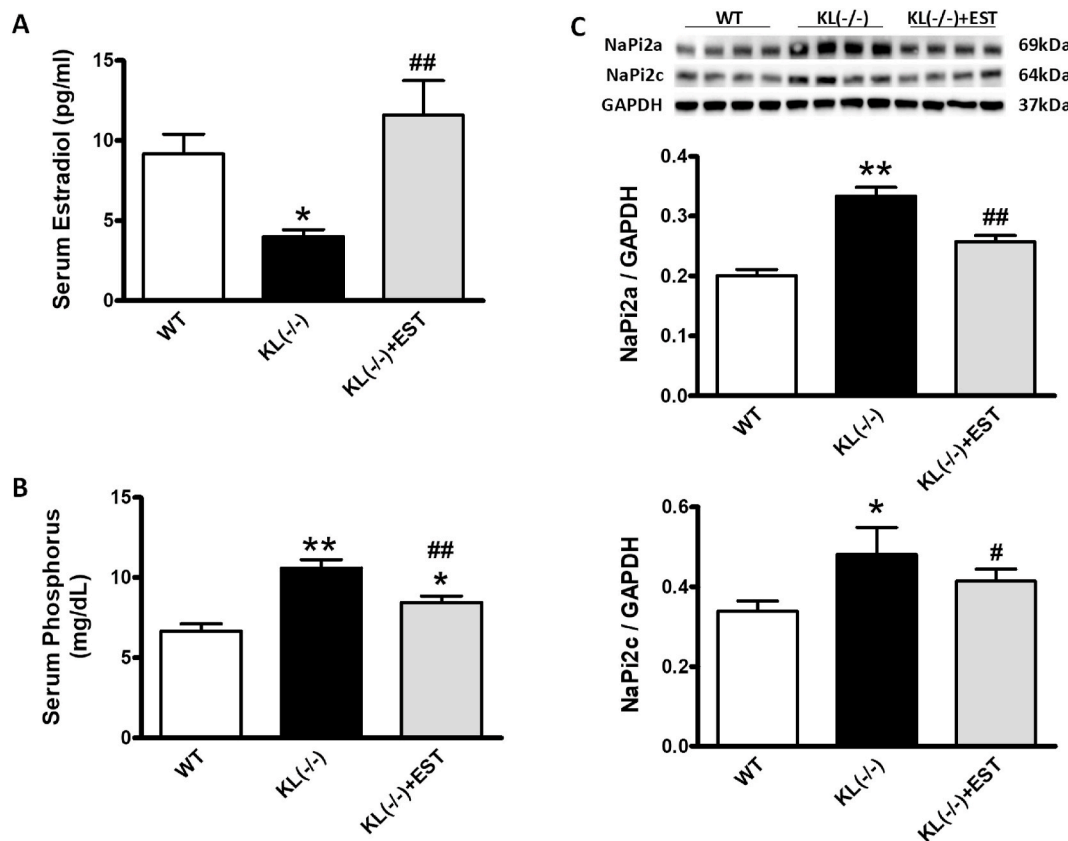 A
Serum Estradiol (pg/ml)
15
10
5
0
*
##
WT
KL(-/-)
KL(-/-)+EST
B
Serum Phosphorus
(mg/dL)
15
10
5
0
**
##
*
WT
KL(-/-)
KL(-/-)+EST
C
WT KL(-/-) KL(-/-)+EST
NaPi2a 69kDa
NaPi2c 64kDa
GAPDH 37kDa
NaPi2a / GAPDH
0.4
0.3
0.2
0.1
0.0
**
##
WT
KL(-/-)
KL(-/-)+EST
NaPi2c / GAPDH
0.6
0.4
0.2
0.0
*
#
WT
KL(-/-)
KL(-/-)+EST